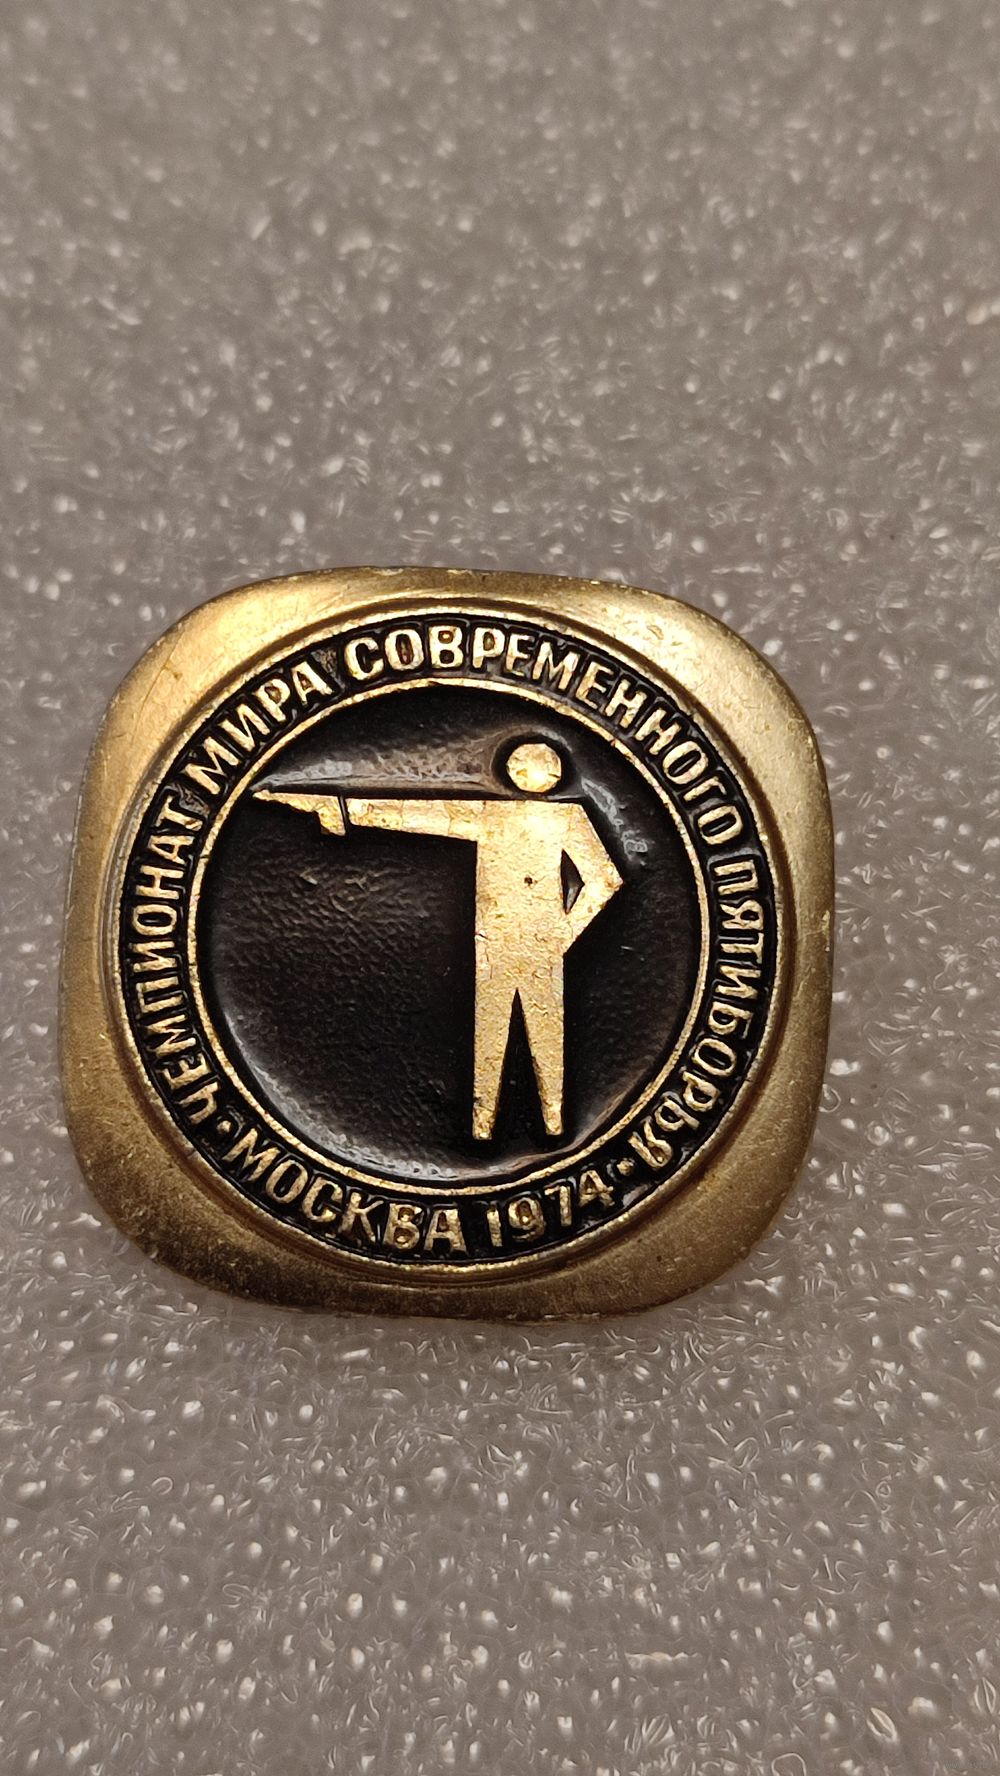 ЧЕМПИОНАТ МИРА СОВРЕМЕННОГО ПЯТИБОРЬЯ
• МОСКВА 1974 •